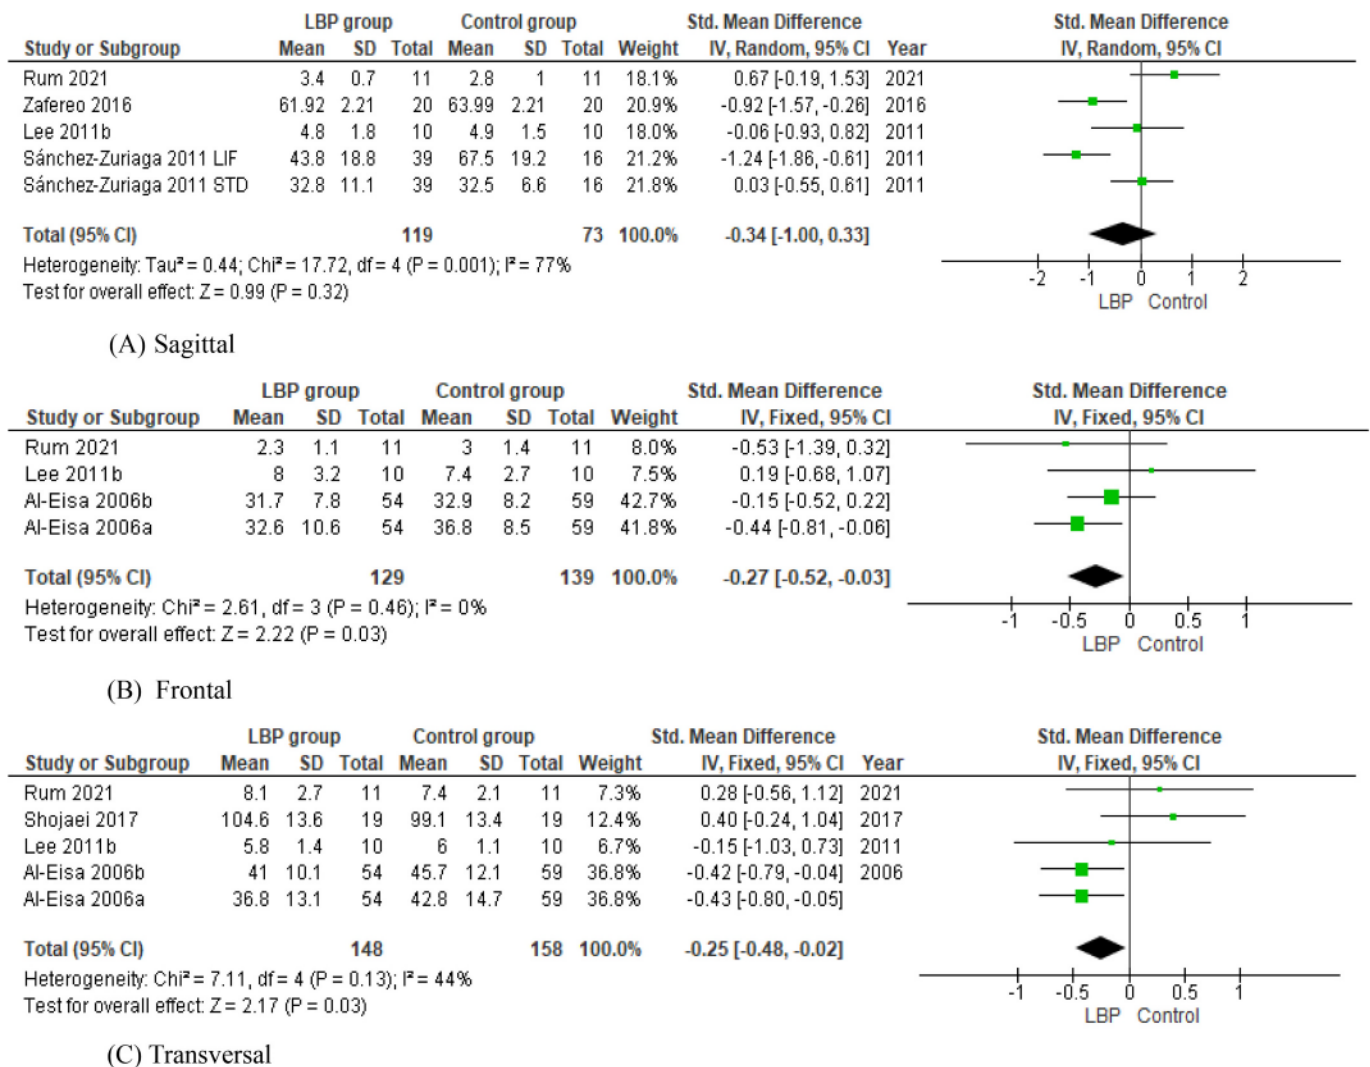 LBP group Control group Std. Mean Difference Std. Mean Difference
Study or Subgroup Mean SD Total Mean SD Total Weight IV, Random, 95% CI Year IV, Random, 95% CI
Rum 2021 3.4 0.7 11 2.8 1 11 18.1% 0.67 [-0.19, 1.53] 2021
Zafereo 2016 61.92 2.21 20 63.99 2.21 20 20.9% -0.92 [-1.57, -0.26] 2016
Lee 2011b 4.8 1.8 10 4.9 1.5 10 18.0% -0.06 [-0.93, 0.82] 2011
Sánchez-Zuriaga 2011 LIF 43.8 18.8 39 67.5 19.2 16 21.2% -1.24 [-1.86, -0.61] 2011
Sánchez-Zuriaga 2011 STD 32.8 11.1 39 32.5 6.6 16 21.8% 0.03 [-0.55, 0.61] 2011
Total (95% CI) 119 73 100.0% -0.34 [-1.00, 0.33]
Heterogeneity: Tau² = 0.44; Chi² = 17.72, df = 4 (P = 0.001); I² = 77%
Test for overall effect: Z = 0.99 (P = 0.32)
-2 -1 0 1 2
LBP Control
(A) Sagittal
LBP group Control group Std. Mean Difference Std. Mean Difference
Study or Subgroup Mean SD Total Mean SD Total Weight IV, Fixed, 95% CI IV, Fixed, 95% CI
Rum 2021 2.3 1.1 11 3 1.4 11 8.0% -0.53 [-1.39, 0.32]
Lee 2011b 8 3.2 10 7.4 2.7 10 7.5% 0.19 [-0.68, 1.07]
Al-Eisa 2006b 31.7 7.8 54 32.9 8.2 59 42.7% -0.15 [-0.52, 0.22]
Al-Eisa 2006a 32.6 10.6 54 36.8 8.5 59 41.8% -0.44 [-0.81, -0.06]
Total (95% CI) 129 139 100.0% -0.27 [-0.52, -0.03]
Heterogeneity: Chi² = 2.61, df = 3 (P = 0.46); I² = 0%
Test for overall effect: Z = 2.22 (P = 0.03)
-1 -0.5 0 0.5 1
LBP Control
(B) Frontal
LBP group Control group Std. Mean Difference Std. Mean Difference
Study or Subgroup Mean SD Total Mean SD Total Weight IV, Fixed, 95% CI Year IV, Fixed, 95% CI
Rum 2021 8.1 2.7 11 7.4 2.1 11 7.3% 0.28 [-0.56, 1.12] 2021
Shojaei 2017 104.6 13.6 19 99.1 13.4 19 12.4% 0.40 [-0.24, 1.04] 2017
Lee 2011b 5.8 1.4 10 6 1.1 10 6.7% -0.15 [-1.03, 0.73] 2011
Al-Eisa 2006b 41 10.1 54 45.7 12.1 59 36.8% -0.42 [-0.79, -0.04] 2006
Al-Eisa 2006a 36.8 13.1 54 42.8 14.7 59 36.8% -0.43 [-0.80, -0.05]
Total (95% CI) 148 158 100.0% -0.25 [-0.48, -0.02]
Heterogeneity: Chi² = 7.11, df = 4 (P = 0.13); I² = 44%
Test for overall effect: Z = 2.17 (P = 0.03)
-1 -0.5 0 0.5 1
LBP Control
(C) Transversal